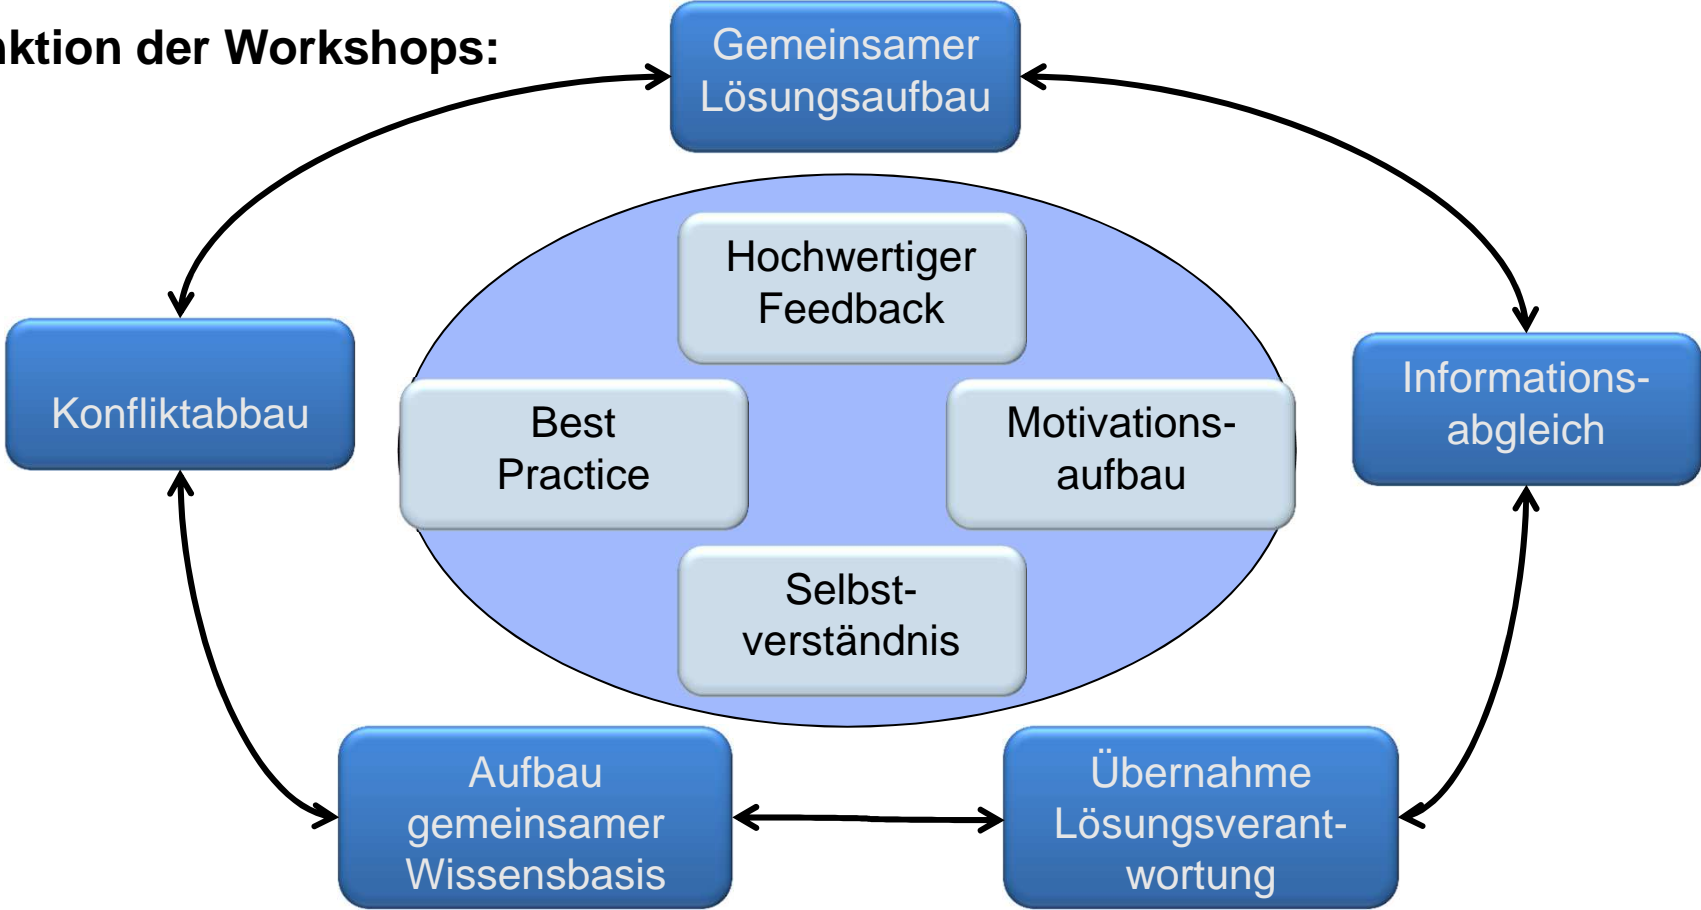 nktion der Workshops:
Gemeinsamer
Lösungsaufbau
Hochwertiger
Feedback
Konfliktabbau
Best
Practice
Motivations-
aufbau
Informations-
abgleich
Selbst-
verständnis
Aufbau
gemeinsamer
Wissensbasis
Übernahme
Lösungsverant-
wortung